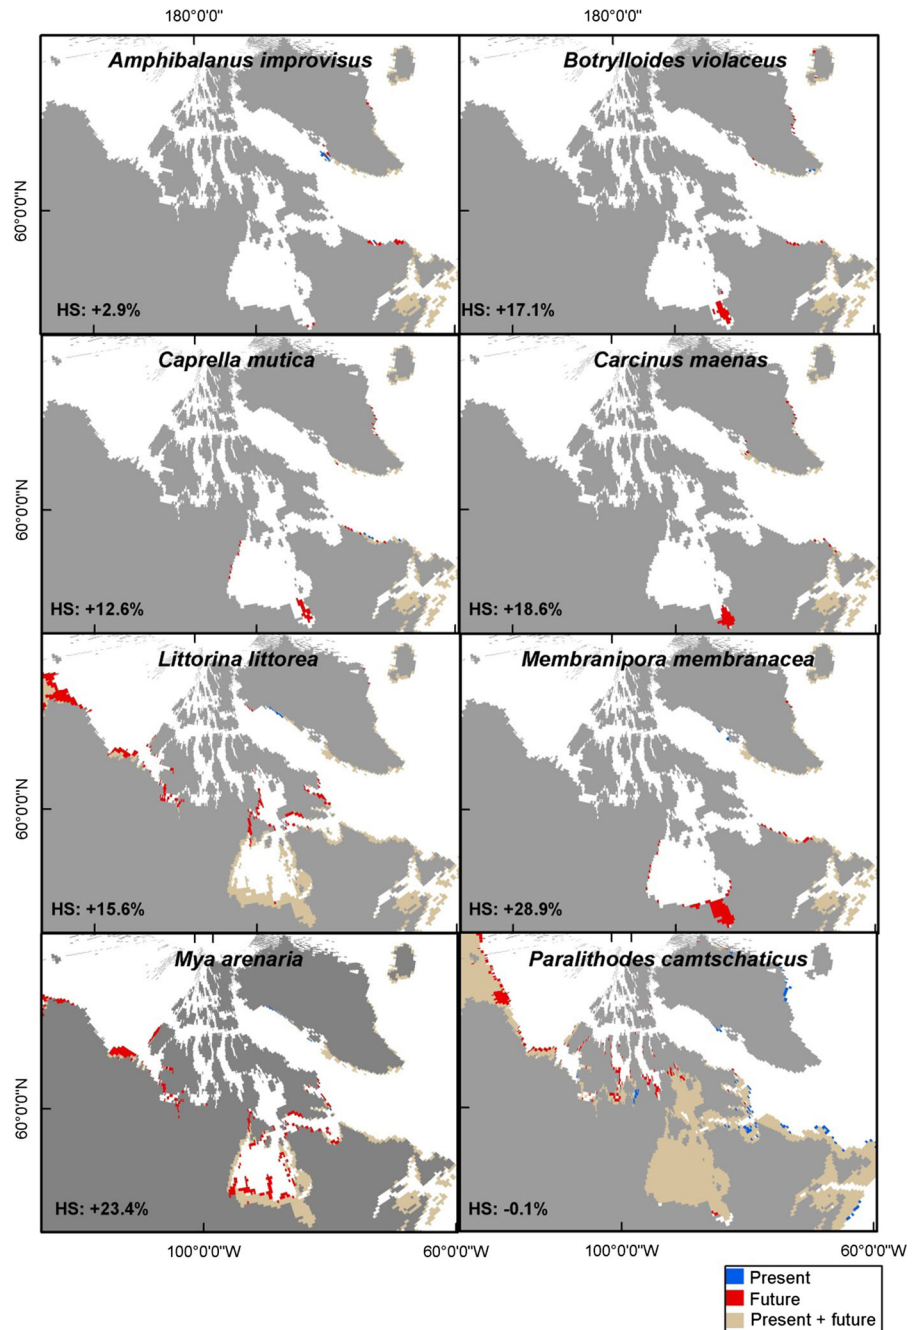 180°0'0"
180°0'0"
Amphibalanus improvisus
Botrylloides violaceus
60°0'0"N
HS: +2.9%
HS: +17.1%
Caprella mutica
Carcinus maenas
60°0'0"N
HS: +12.6%
HS: +18.6%
Littorina littorea
Membranipora membranacea
60°0'0"N
HS: +15.6%
HS: +28.9%
Mya arenaria
Paralithodes camtschaticus
60°0'0"N
HS: +23.4%
HS: -0.1%
100°0'0"W
60°0'0"W
100°0'0"W
60°0'0"W
Present
Future
Present + future